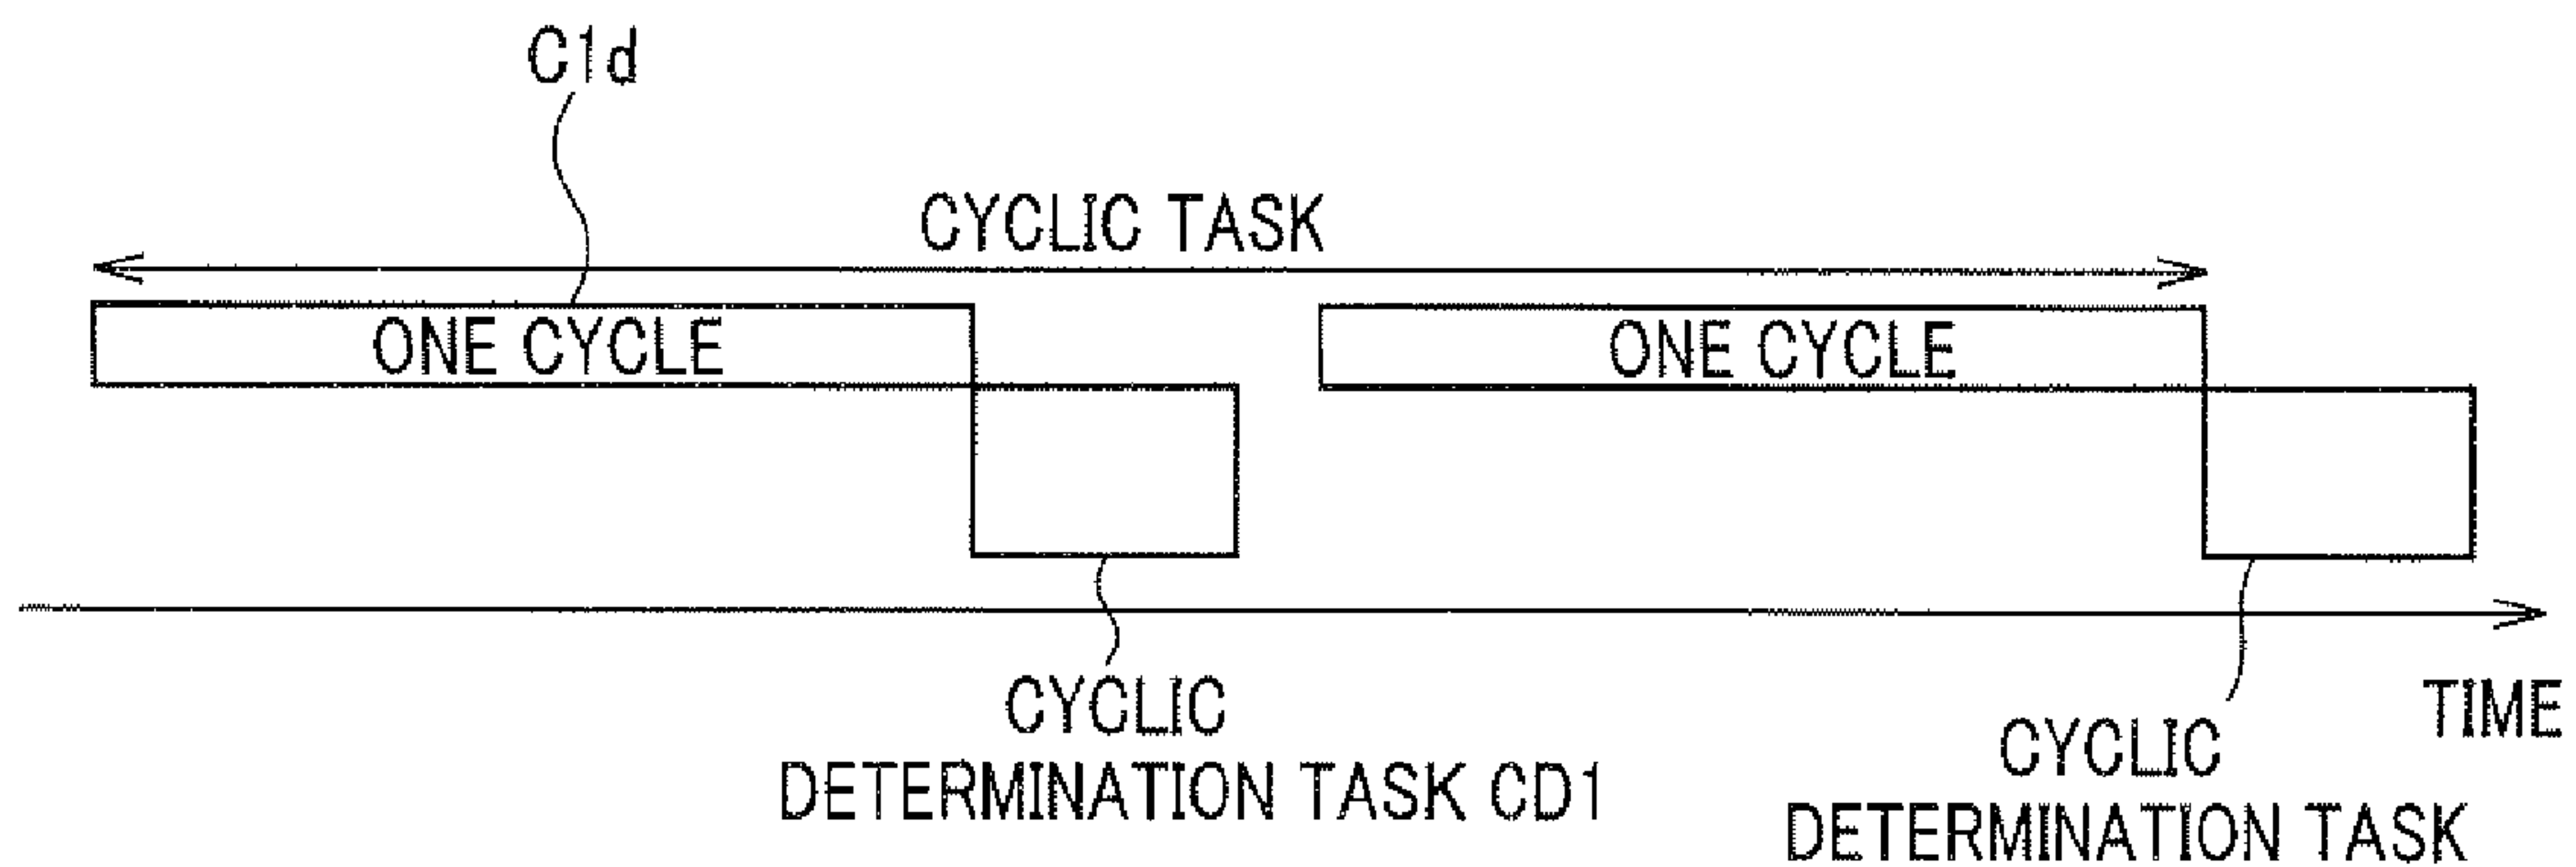 C1d
CYCLIC TASK
ONE CYCLE
ONE CYCLE
CYCLIC
DETERMINATION TASK CD1
TIME
CYCLIC
DETERMINATION TASK